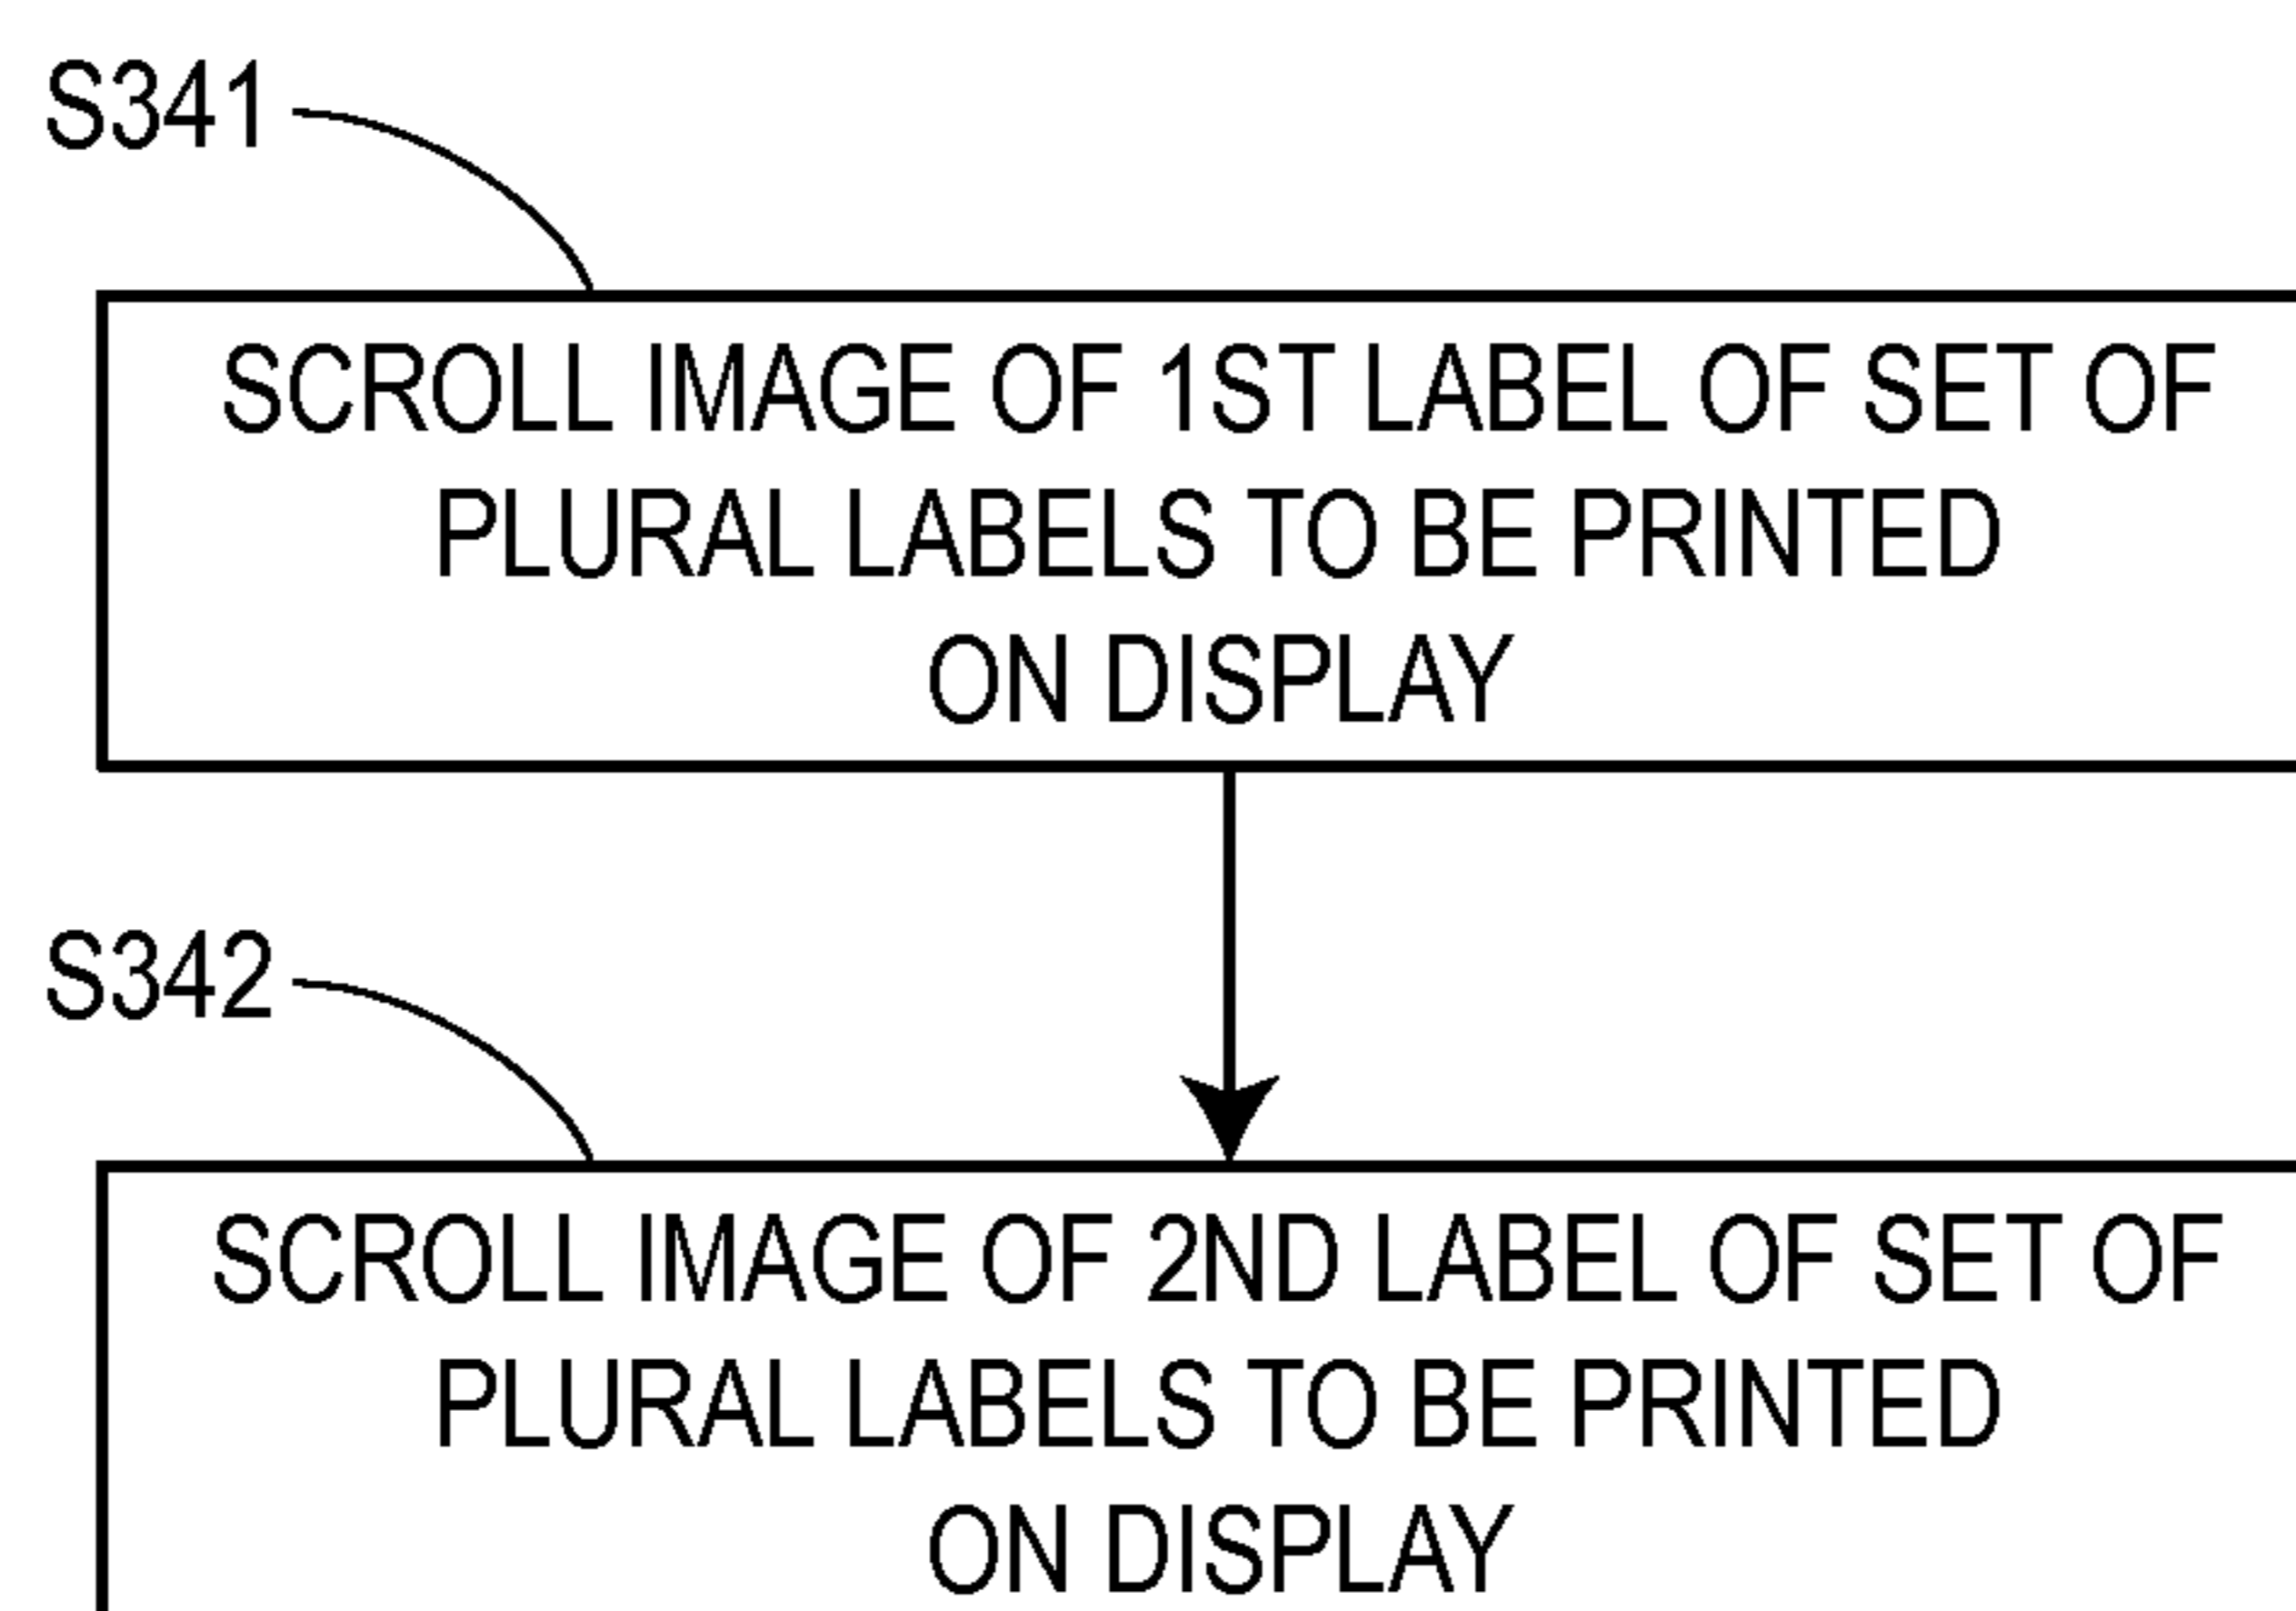 S341
SCROLL IMAGE OF 1ST LABEL OF SET OF
PLURAL LABELS TO BE PRINTED
ON DISPLAY
S342
SCROLL IMAGE OF 2ND LABEL OF SET OF
PLURAL LABELS TO BE PRINTED
ON DISPLAY